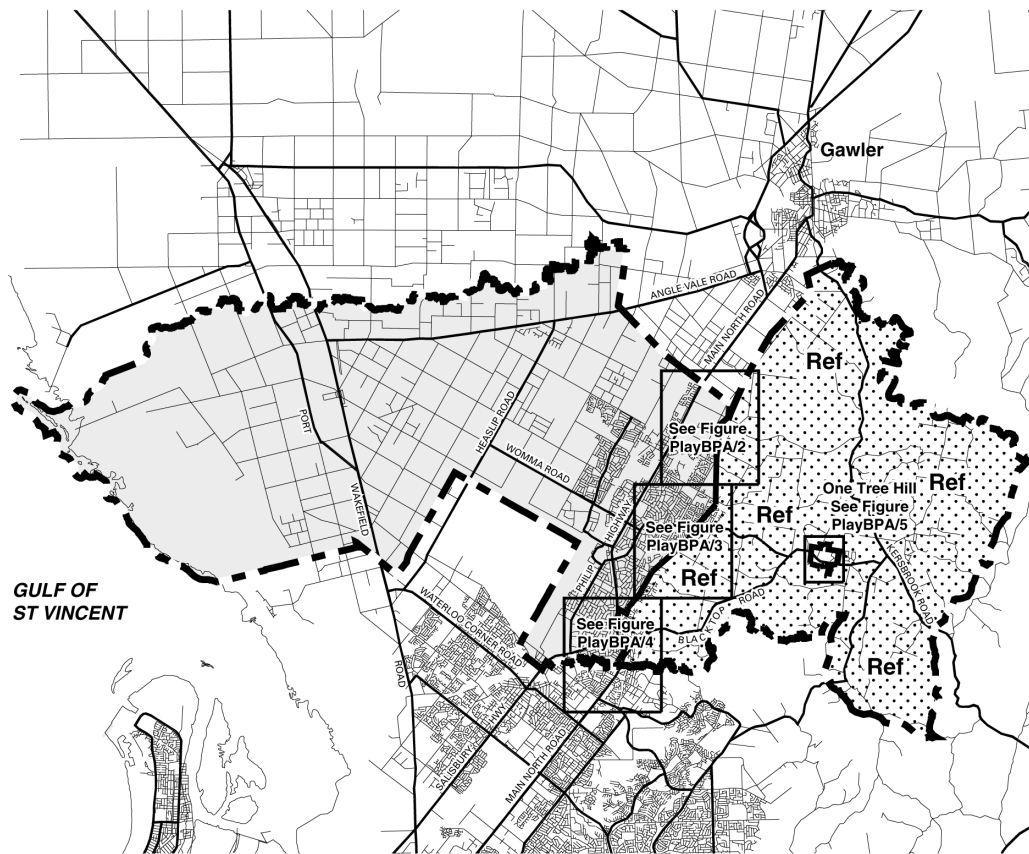 Gawler
ANGLE VALE ROAD
MAIN NORTH ROAD
Ref
PORT
HEASLIP ROAD
See Figure
PlayBPA/2
WOMMA ROAD
One Tree Hill
See Figure
PlayBPA/5
Ref
WAKEFIELD
Ref
HIGHWAY
See Figure
PlayBPA/3
PHILIP
Ref
KERSBROOK ROAD
GULF OF
ST VINCENT
WATERLOO CORNER ROAD
See Figure
PlayBPA/4
BLACK TOP ROAD
ROAD
Ref
SALISBURY HWY
MAIN NORTH ROAD